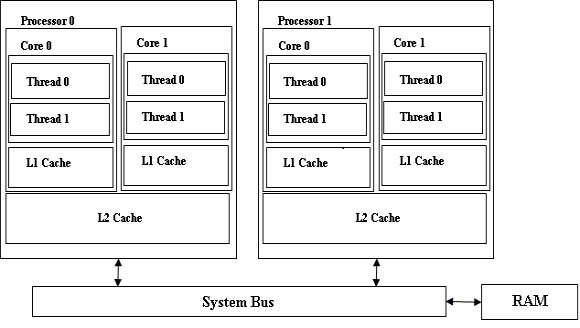 Processor 0
Core 0
Thread 0
Thread 1
L1 Cache
Core 1
Thread 0
Thread 1
L1 Cache
L2 Cache
Processor 1
Core 0
Thread 0
Thread 1
L1 Cache
Core 1
Thread 0
Thread 1
L1 Cache
L2 Cache
System Bus
RAM